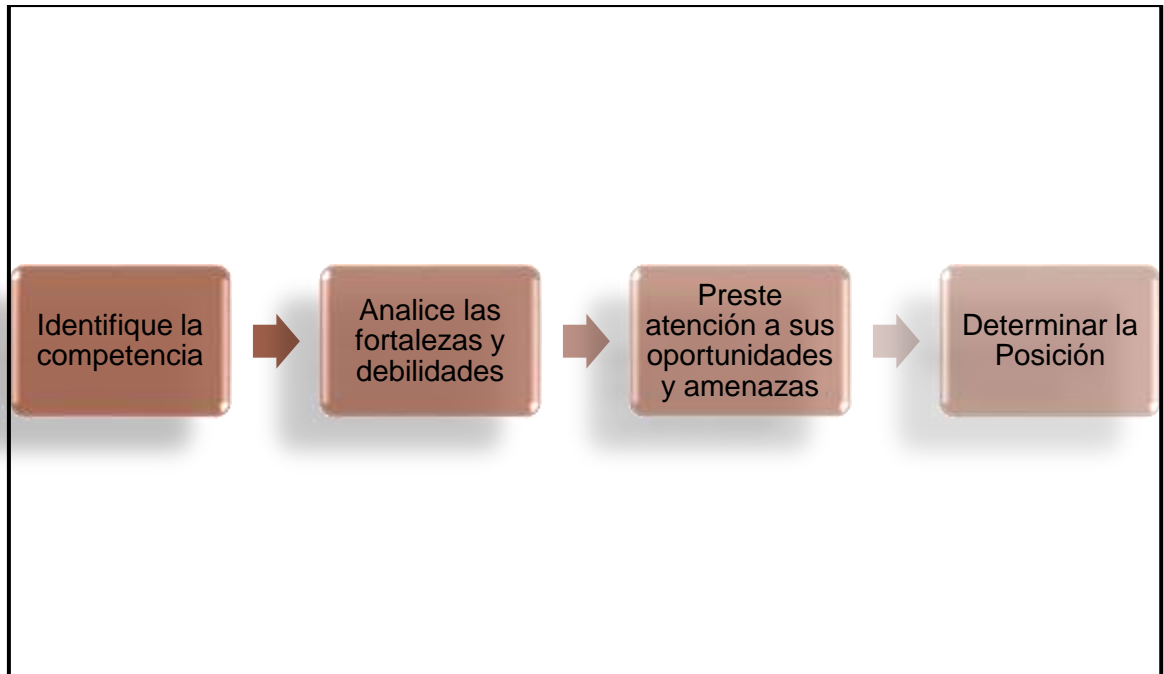 Identifique la
competencia
Analice las
fortalezas y
debilidades
Preste
atención a sus
oportunidades
y amenazas
Determinar la
Posición